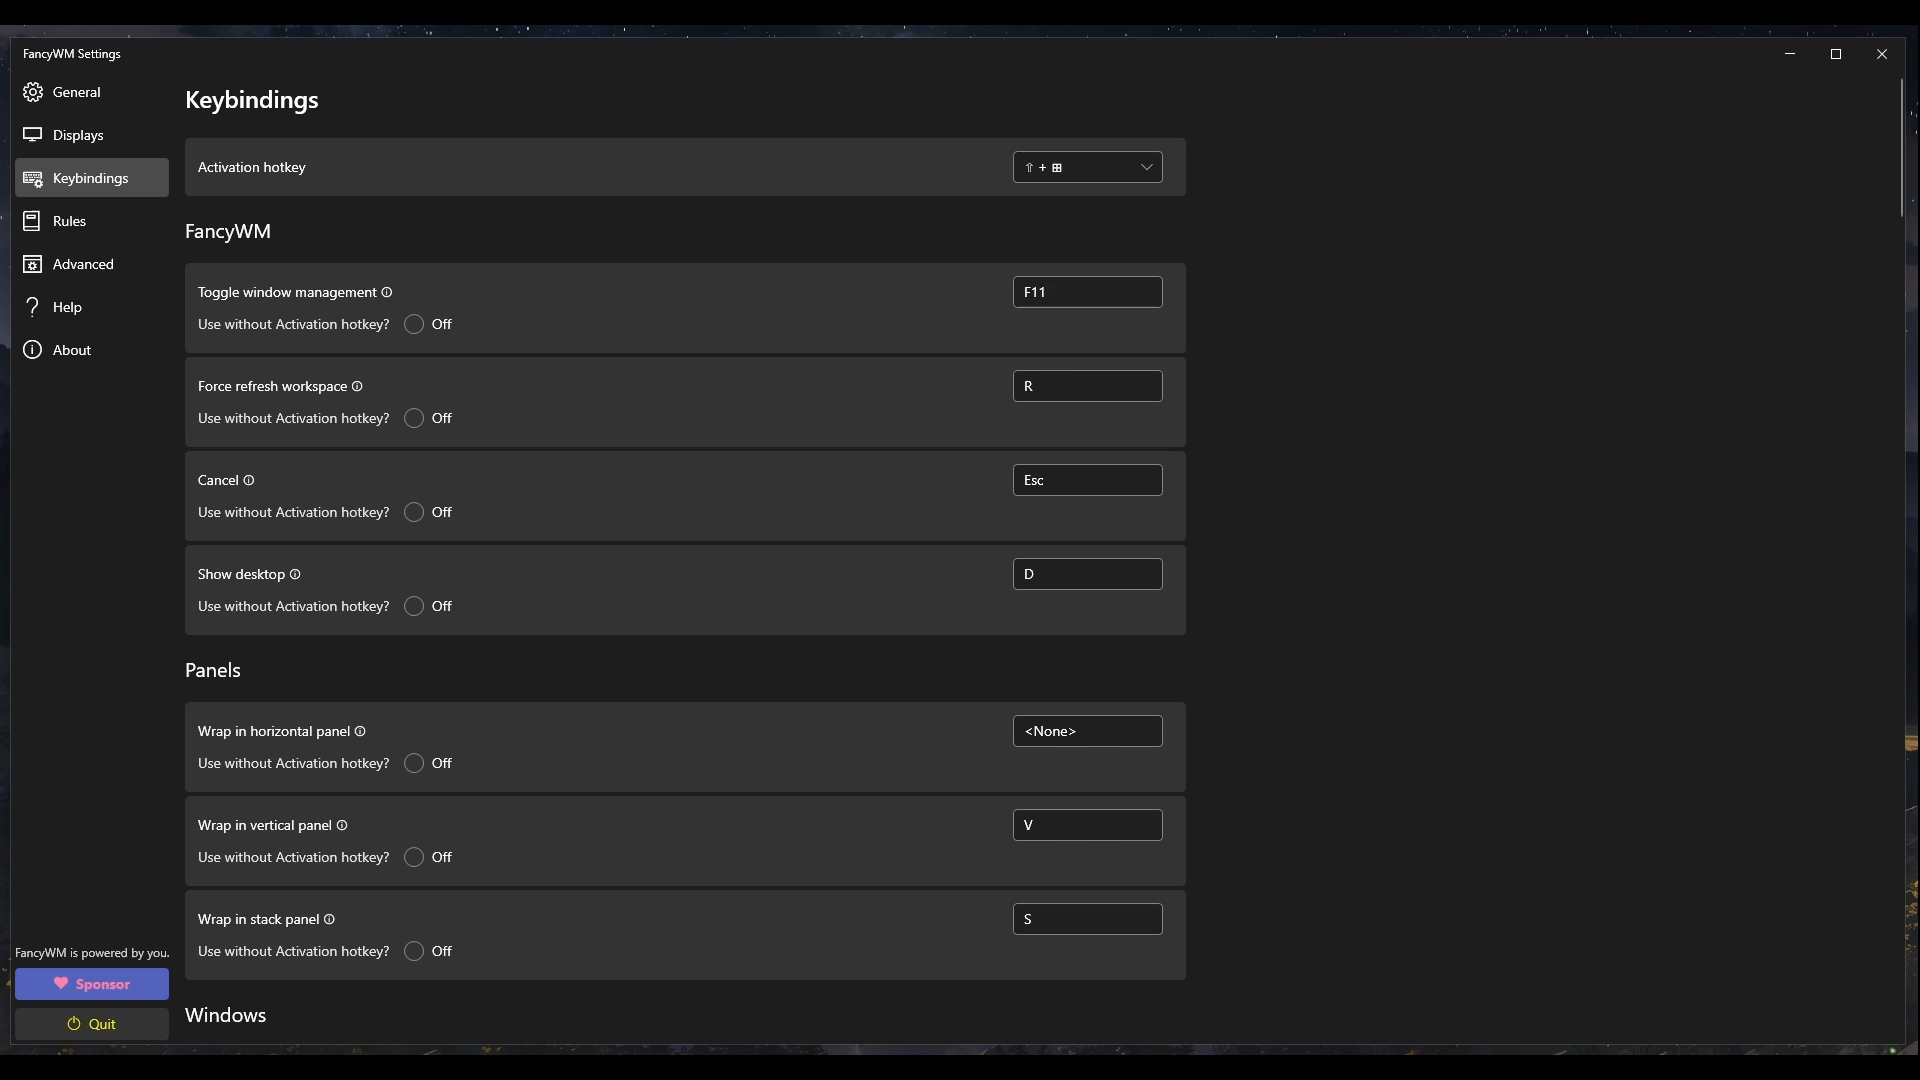 FancyWM Settings
General
Displays
Keybindings
Rules
Advanced
Help
About
FancyWM is powered by you.
Sponsor
Quit
Keybindings
Activation hotkey
⇧ + ⊞
FancyWM
Toggle window management
F11
Use without Activation hotkey? Off
Force refresh workspace
R
Use without Activation hotkey? Off
Cancel
Esc
Use without Activation hotkey? Off
Show desktop
D
Use without Activation hotkey? Off
Panels
Wrap in horizontal panel
<None>
Use without Activation hotkey? Off
Wrap in vertical panel
V
Use without Activation hotkey? Off
Wrap in stack panel
S
Use without Activation hotkey? Off
Windows